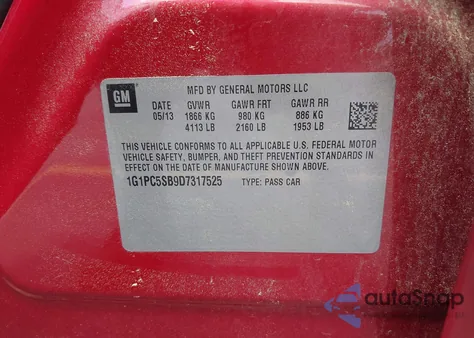 GM
MFD BY GENERAL MOTORS LLC
DATE GVWR GAWR FRT GAWR RR
05/13 1866 KG 980 KG 886 KG
4113 LB 2160 LB 1953 LB
THIS VEHICLE CONFORMS TO ALL APPLICABLE U.S. FEDERAL MOTOR
VEHICLE SAFETY, BUMPER, AND THEFT PREVENTION STANDARDS IN
EFFECT ON THE DATE OF MANUFACTURE SHOWN ABOVE.
1G1PC5SB9D7317525 TYPE: PASS CAR
autoSnap